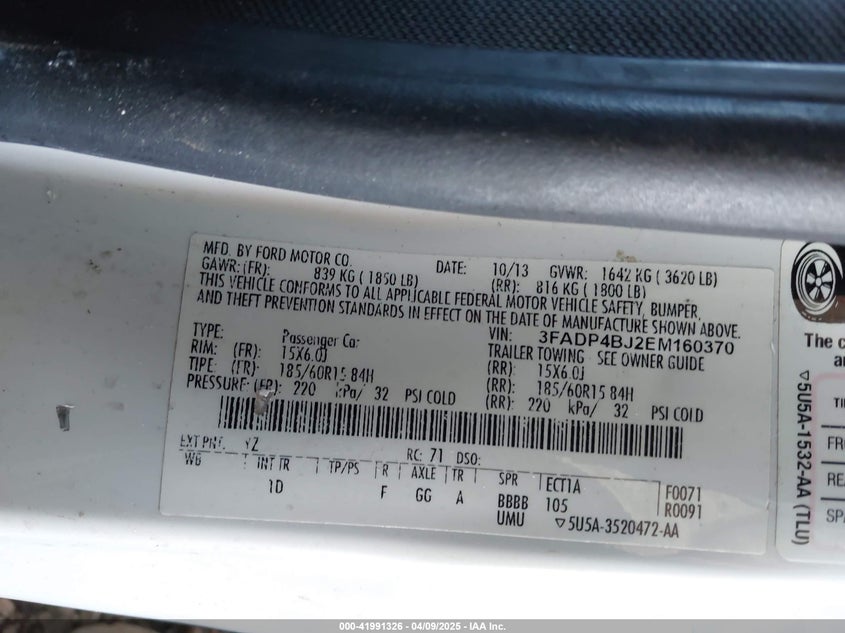 MFD. BY FORD MOTOR CO.
DATE: 10/13 GVWR: 1642 KG ( 3620 LB)
GAWR:(FR): 839 KG ( 1850 LB) (RR): 816 KG ( 1800 LB)
THIS VEHICLE CONFORMS TO ALL APPLICABLE FEDERAL MOTOR VEHICLE SAFETY, BUMPER,
AND THEFT PREVENTION STANDARDS IN EFFECT ON THE DATE OF MANUFACTURE SHOWN ABOVE.
VIN: 3FADP4BJ2EM160370
TYPE: Passenger Car TRAILER TOWING - SEE OWNER GUIDE
RIM: (FR): 15X6.0J (RR): 15X6.0J
TIRE: (FR): 185/60R15 84H (RR): 185/60R15 84H
PRESSURE:(FR): 220 kPa/ 32 PSI COLD (RR): 220 kPa/ 32 PSI COLD
EXT PNT: YZ RC: 71 DSO:
WB INT TR TP/PS R AXLE TR SPR ECT1A F0071
1D F GG A BBBB 105 R0091
UMU ▽5U5A-3520472-AA
The c
an
TI
FR
RE
SPA
▽5U5A-1532-AA (TLU)
000-41991326 - 04/09/2025 - IAA Inc.